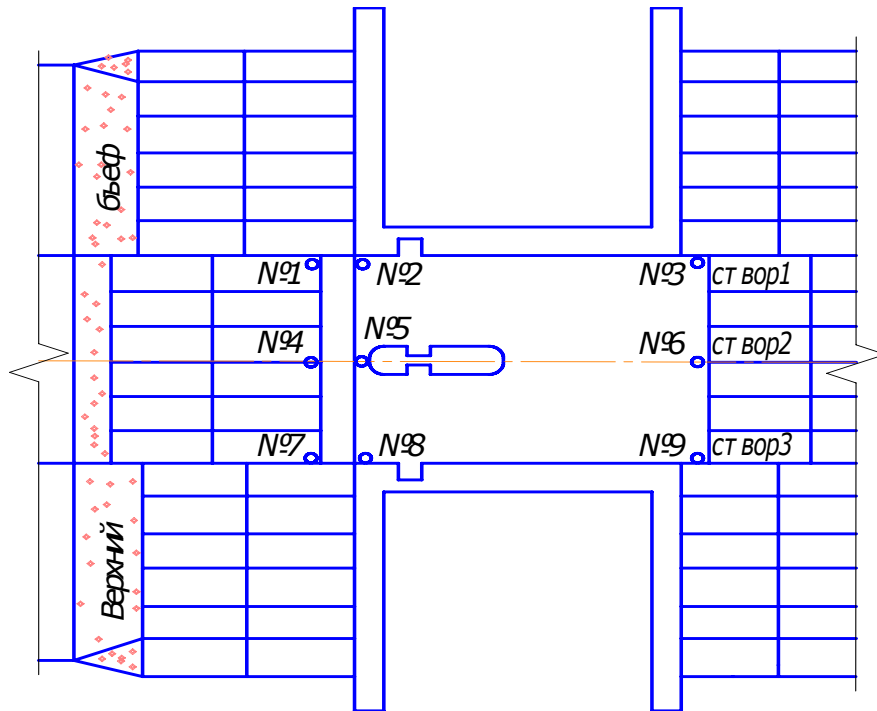 бьеф
№1
№2
№3
ст вор1
№5
№4
№6
ст вор2
№7
№8
№9
ст вор3
Верхний